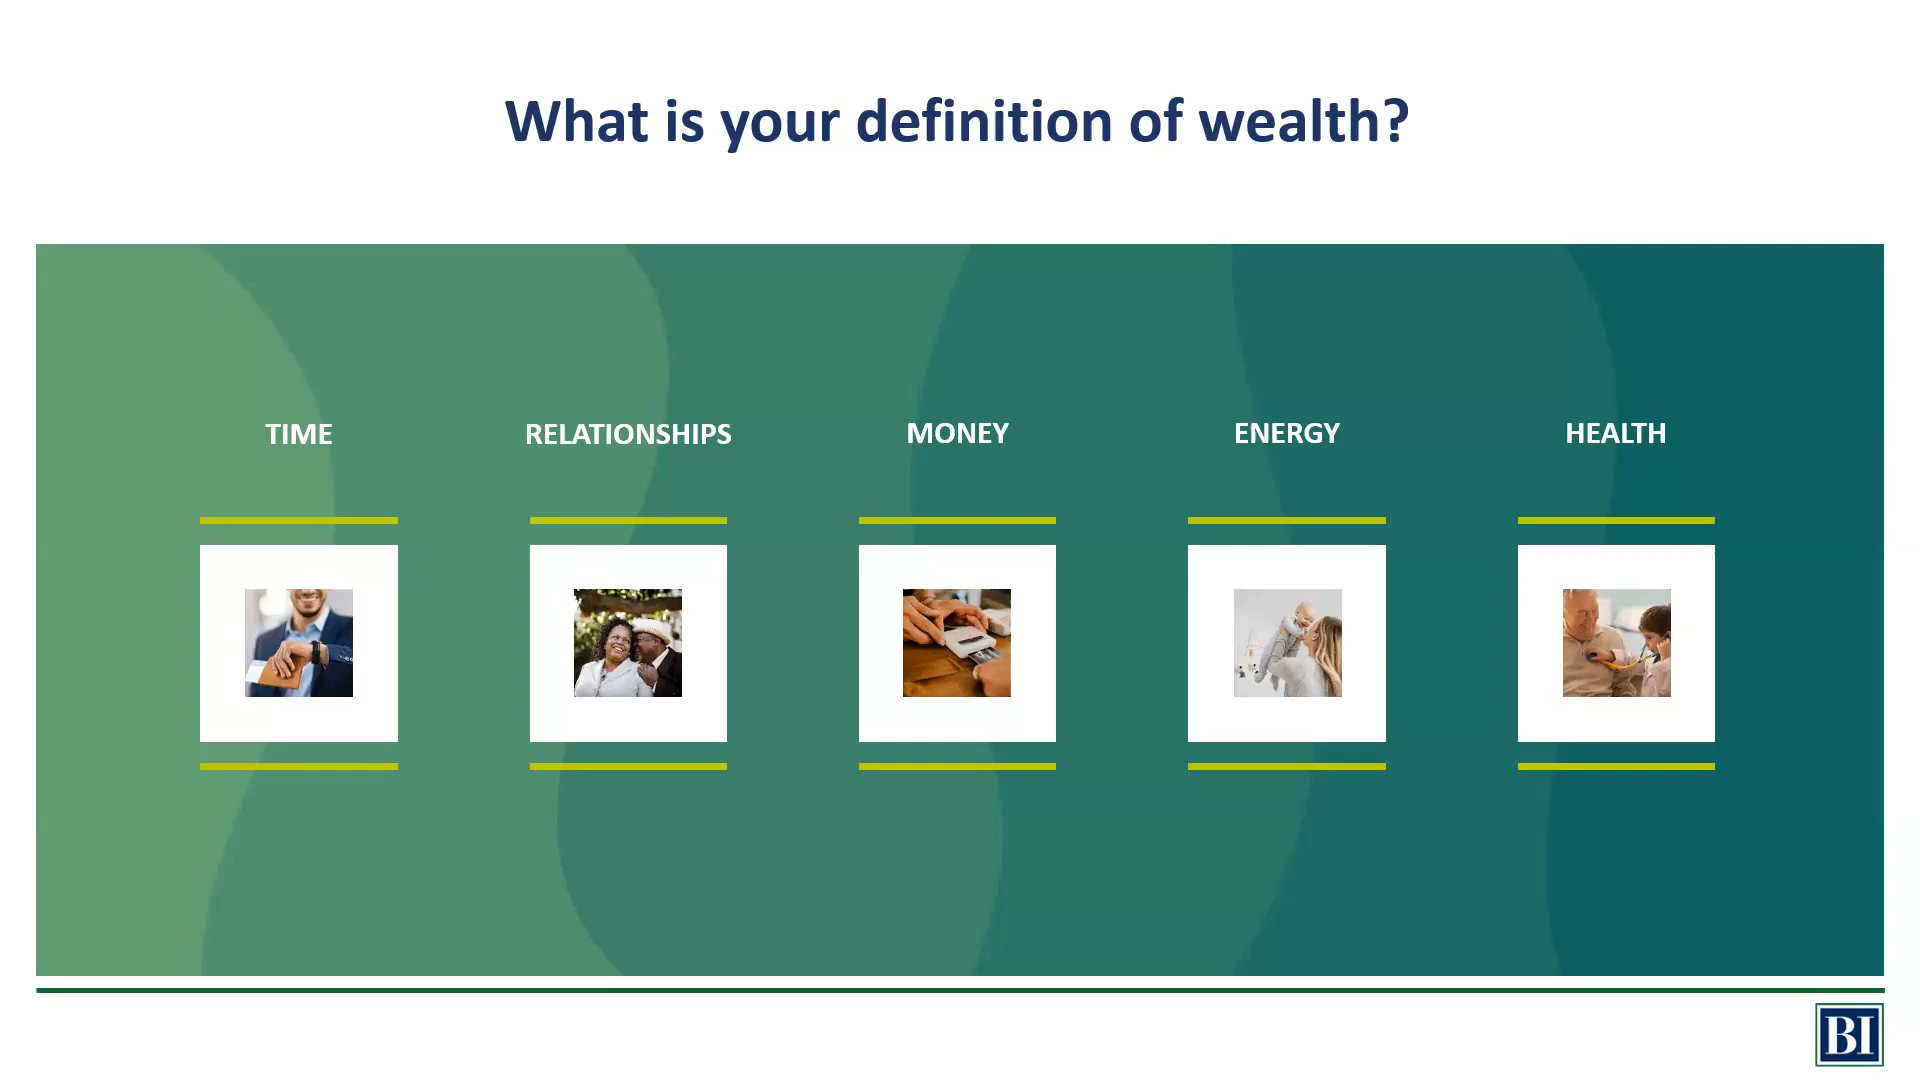 What is your definition of wealth?
TIME
RELATIONSHIPS
MONEY
ENERGY
HEALTH
BI